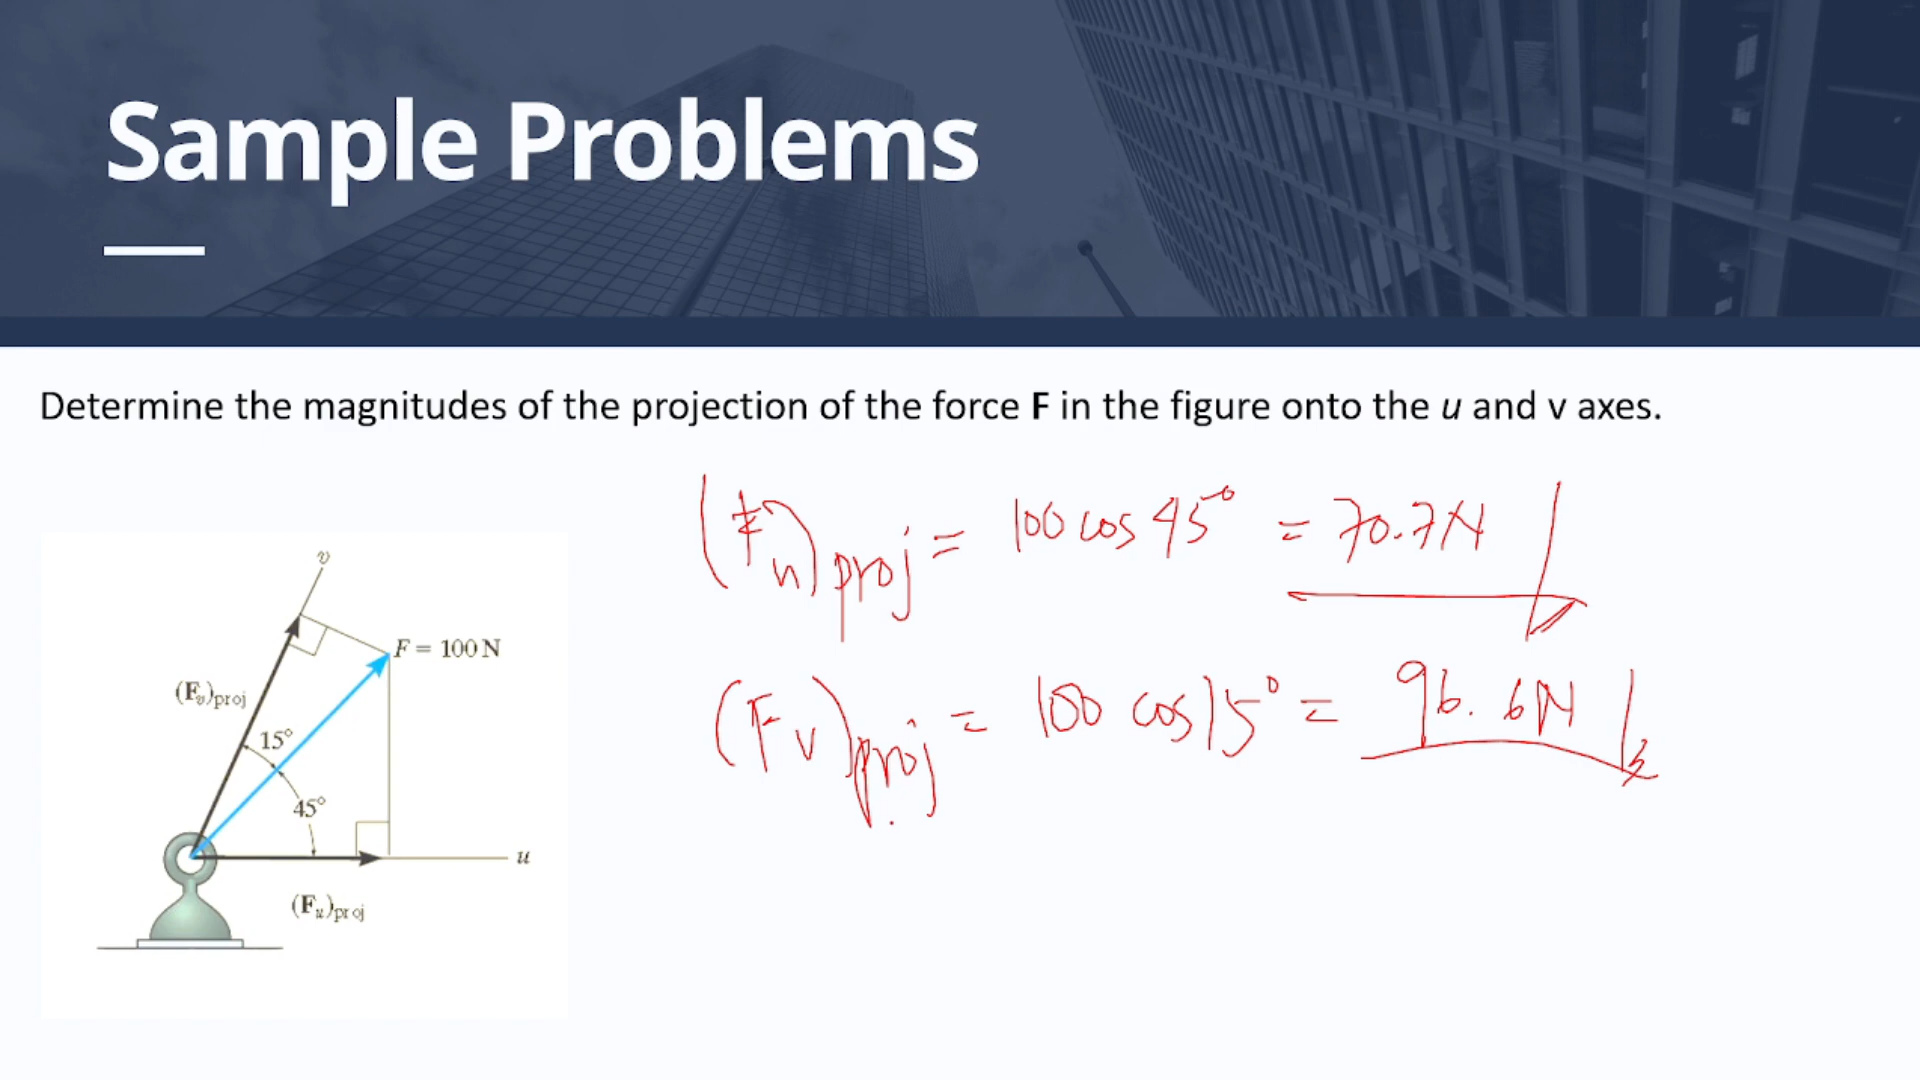 Sample Problems
Determine the magnitudes of the projection of the force F in the figure onto the u and v axes.
(Fu)proj = 100 cos 45° = 70.7N
(Fv)proj = 100 cos 15° = 96.6N
v
F = 100 N
(Fv)proj
15°
45°
u
(Fu)proj